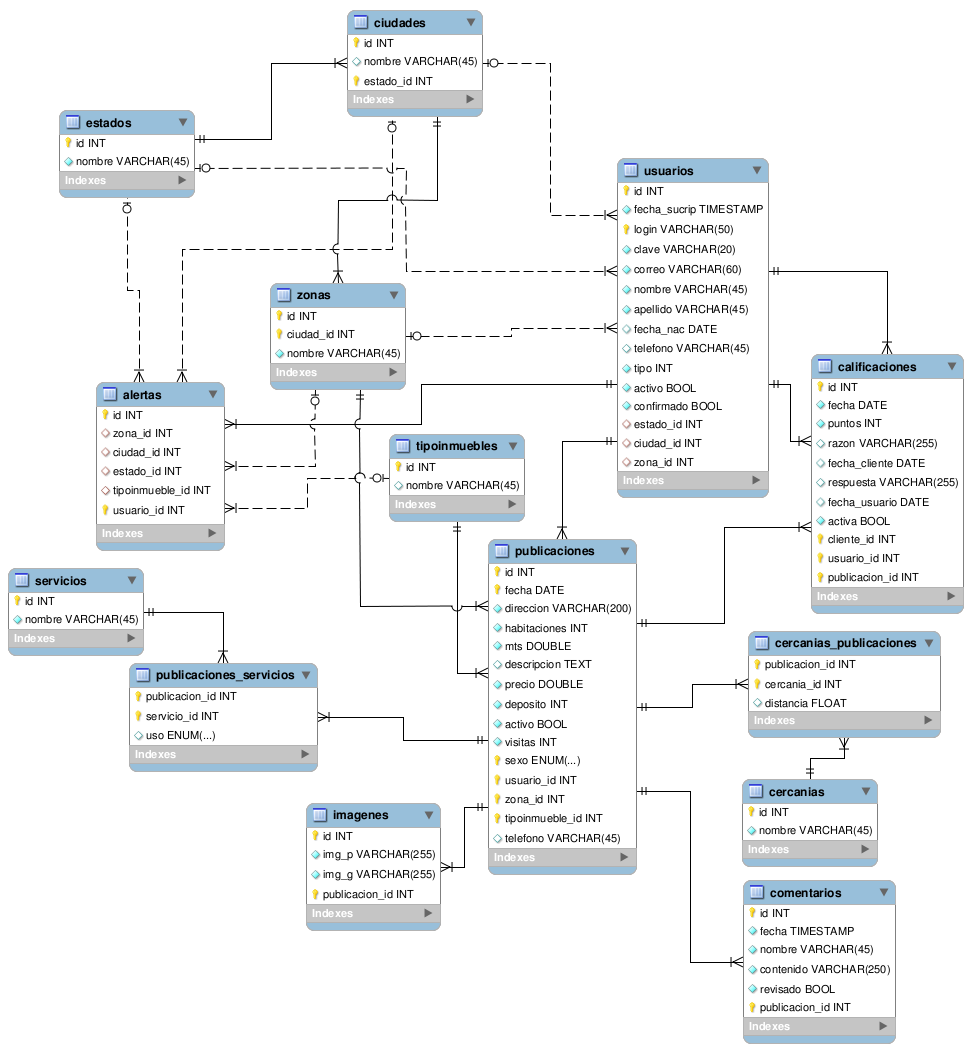 ciudades
id INT
nombre VARCHAR(45)
estado_id INT
Indexes
estados
id INT
nombre VARCHAR(45)
Indexes
usuarios
id INT
fecha_sucrip TIMESTAMP
login VARCHAR(50)
clave VARCHAR(20)
correo VARCHAR(60)
nombre VARCHAR(45)
apellido VARCHAR(45)
fecha_nac DATE
telefono VARCHAR(45)
tipo INT
activo BOOL
confirmado BOOL
estado_id INT
ciudad_id INT
zona_id INT
Indexes
zonas
id INT
ciudad_id INT
nombre VARCHAR(45)
Indexes
calificaciones
id INT
fecha DATE
puntos INT
razon VARCHAR(255)
fecha_cliente DATE
respuesta VARCHAR(255)
fecha_usuario DATE
activa BOOL
cliente_id INT
usuario_id INT
publicacion_id INT
Indexes
alertas
id INT
zona_id INT
ciudad_id INT
estado_id INT
tipoinmueble_id INT
usuario_id INT
Indexes
tipoinmuebles
id INT
nombre VARCHAR(45)
Indexes
publicaciones
id INT
fecha DATE
direccion VARCHAR(200)
habitaciones INT
mts DOUBLE
descripcion TEXT
precio DOUBLE
deposito INT
activo BOOL
visitas INT
sexo ENUM(...)
usuario_id INT
zona_id INT
tipoinmueble_id INT
telefono VARCHAR(45)
Indexes
servicios
id INT
nombre VARCHAR(45)
Indexes
publicaciones_servicios
publicacion_id INT
servicio_id INT
uso ENUM(...)
Indexes
cercanias_publicaciones
publicacion_id INT
cercania_id INT
distancia FLOAT
Indexes
cercanias
id INT
nombre VARCHAR(45)
Indexes
imagenes
id INT
img_p VARCHAR(255)
img_g VARCHAR(255)
publicacion_id INT
Indexes
comentarios
id INT
fecha TIMESTAMP
nombre VARCHAR(45)
contenido VARCHAR(250)
revisado BOOL
publicacion_id INT
Indexes